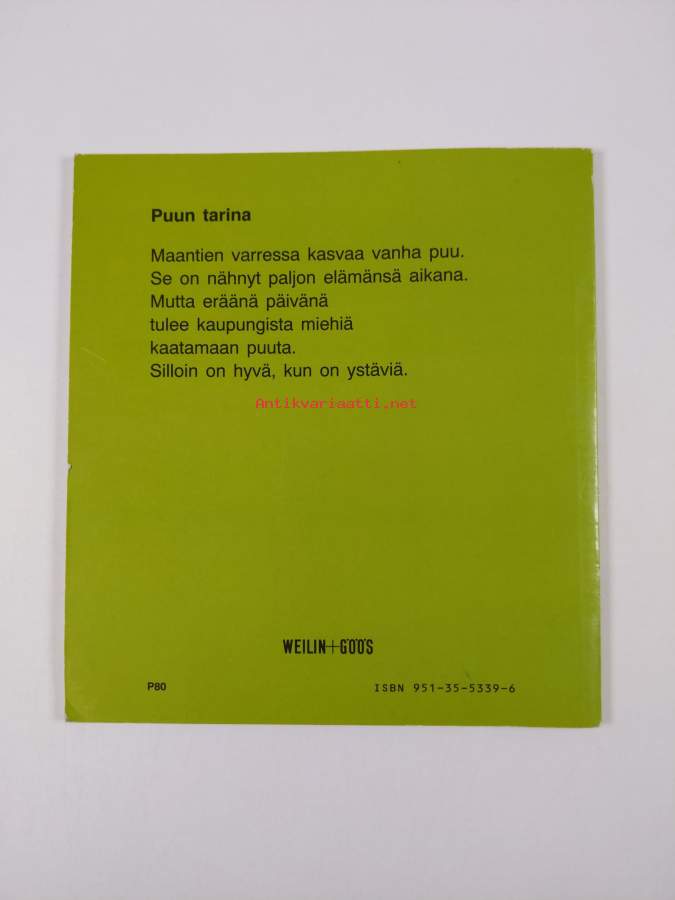 Puun tarina
Maantien varressa kasvaa vanha puu.
Se on nähnyt paljon elämänsä aikana.
Mutta eräänä päivänä
tulee kaupungista miehiä
kaatamaan puuta.
Silloin on hyvä, kun on ystäviä.
Antikvariaatti.net
WEILIN+GÖÖS
P80
ISBN 951-35-5339-6